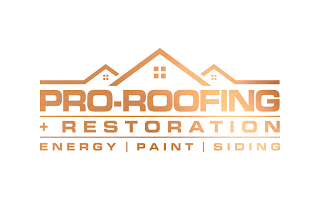 PRO-ROOFING
+ RESTORATION
ENERGY | PAINT | SIDING